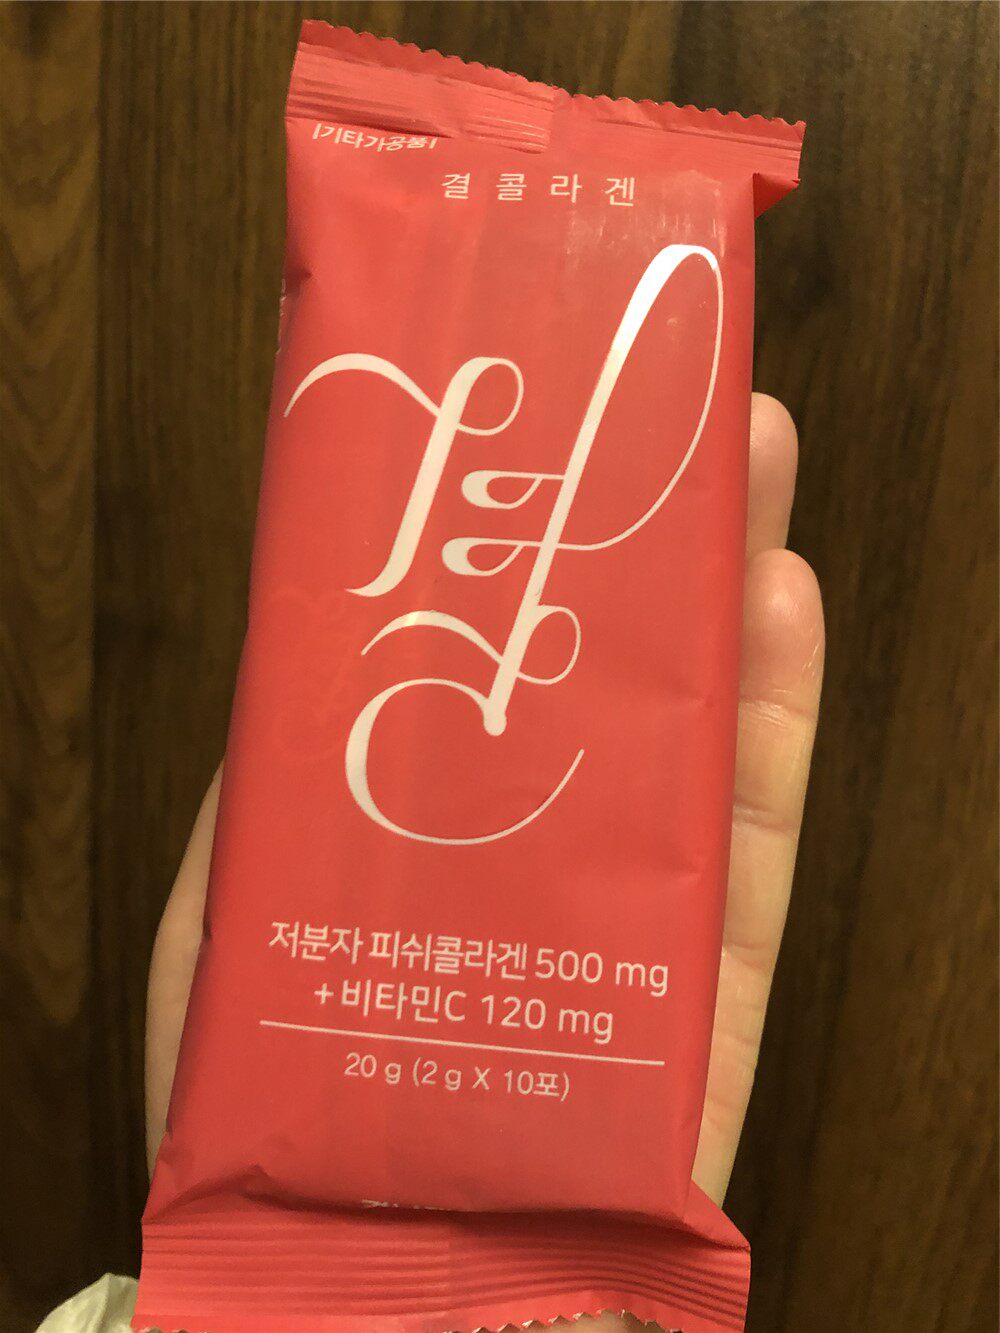 |기타가공품|
결콜라겐
결
저분자 피쉬콜라겐 500 mg
+ 비타민C 120 mg
20 g (2 g X 10포)